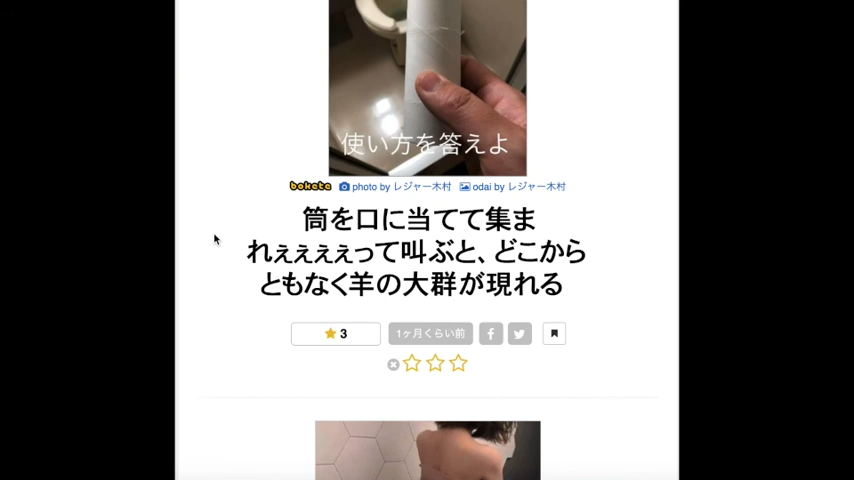 使い方を答えよ
bokete photo by レジャー木村 odai by レジャー木村
筒を口に当てて集ま
れぇぇぇぇって叫ぶと、どこから
ともなく羊の大群が現れる
3 1ヶ月くらい前